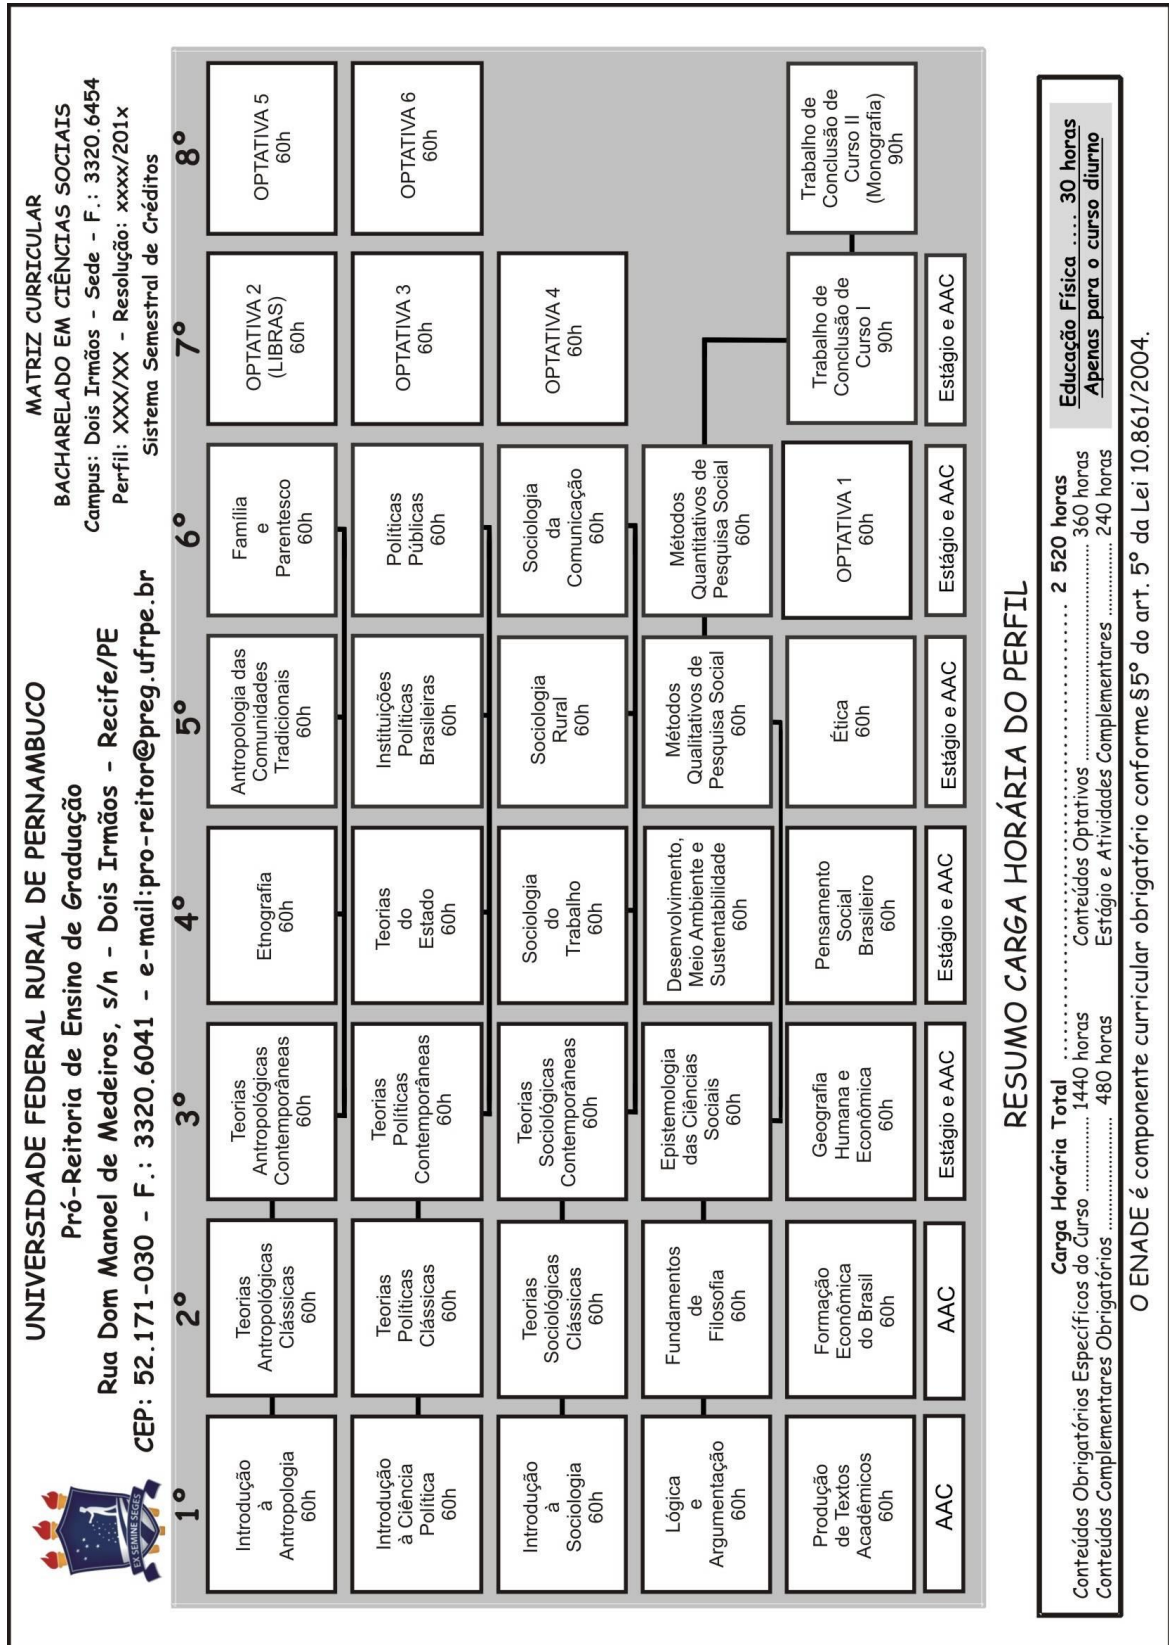 UNIVERSIDADE FEDERAL RURAL DE PERNAMBUCO
Pró-Reitoria de Ensino de Graduação
Rua Dom Manoel de Medeiros, s/n - Dois Irmãos - Recife/PE
CEP: 52.171-030 - F.: 3320.6041 - e-mail:pro-reitor@preg.ufrpe.br
MATRIZ CURRICULAR
BACHARELADO EM CIÊNCIAS SOCIAIS
Campus: Dois Irmãos - Sede - F.: 3320.6454
Perfil: XXX/XX - Resolução: xxxx/201x
Sistema Semestral de Créditos
EX SEMINE SEGES
1º
Introdução
à
Antropologia
60h
Introdução
à Ciência
Política
60h
Introdução
à
Sociologia
60h
Lógica
e
Argumentação
60h
Produção
de Textos
Acadêmicos
60h
AAC
2º
Teorias
Antropológicas
Clássicas
60h
Teorias
Políticas
Clássicas
60h
Teorias
Sociológicas
Clássicas
60h
Fundamentos
de
Filosofia
60h
Formação
Econômica
do Brasil
60h
AAC
3º
Teorias
Antropológicas
Contemporâneas
60h
Teorias
Políticas
Contemporâneas
60h
Teorias
Sociológicas
Contemporâneas
60h
Epistemologia
das Ciências
Sociais
60h
Geografia
Humana e
Econômica
60h
Estágio e AAC
4º
Etnografia
60h
Teorias
do
Estado
60h
Sociologia
do
Trabalho
60h
Desenvolvimento,
Meio Ambiente e
Sustentabilidade
60h
Pensamento
Social
Brasileiro
60h
Estágio e AAC
5º
Antropologia das
Comunidades
Tradicionais
60h
Instituições
Políticas
Brasileiras
60h
Sociologia
Rural
60h
Métodos
Qualitativos de
Pesquisa Social
60h
Ética
60h
Estágio e AAC
6º
Família
e
Parentesco
60h
Políticas
Públicas
60h
Sociologia
da
Comunicação
60h
Métodos
Quantitativos de
Pesquisa Social
60h
OPTATIVA 1
60h
Estágio e AAC
7º
OPTATIVA 2
(LIBRAS)
60h
OPTATIVA 3
60h
OPTATIVA 4
60h
Trabalho de
Conclusão de
Curso I
90h
Estágio e AAC
8º
OPTATIVA 5
60h
OPTATIVA 6
60h
Trabalho de
Conclusão de
Curso II
(Monografia)
90h
RESUMO CARGA HORÁRIA DO PERFIL
Carga Horária Total ........................................ 2 520 horas
Conteúdos Obrigatórios Específicos do Curso ............. 1440 horas
Conteúdos Complementares Obrigatórios ........................ 480 horas
Conteúdos Optativos ........................................ 360 horas
Estágio e Atividades Complementares ............ 240 horas
Educação Física .... 30 horas
Apenas para o curso diurno
O ENADE é componente curricular obrigatório conforme §5º do art. 5º da Lei 10.861/2004.